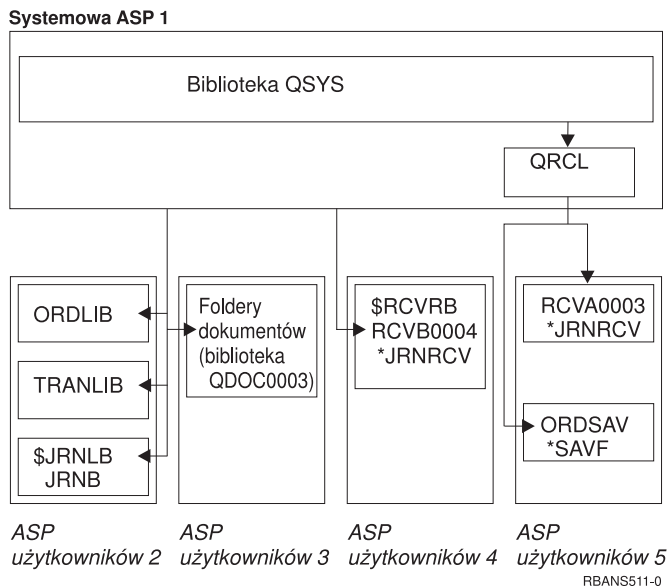 Systemowa ASP 1
Biblioteka QSYS
QRCL
ORDLIB
TRANLIB
$JRNLB
JRNB
Foldery
dokumentów
(biblioteka
QDOC0003)
$RCVRB
RCVB0004
*JRNRCV
RCVA0003
*JRNRCV
ORDSAV
*SAVF
ASP
użytkowników 2
ASP
użytkowników 3
ASP
użytkowników 4
ASP
użytkowników 5
RBANS511-0